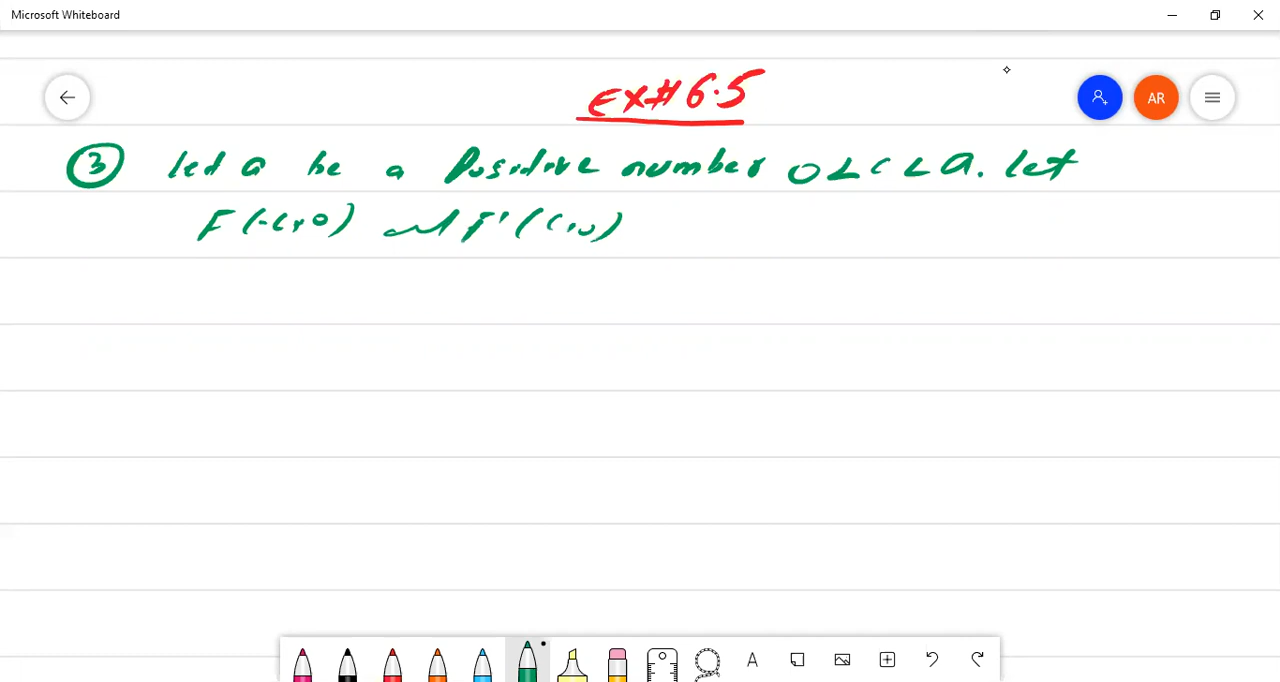 Microsoft Whiteboard
EX# 6.5
AR
③ let a be a Positive number 0 < c < a. let
F(-c, 0) and F'(c, 0)
A